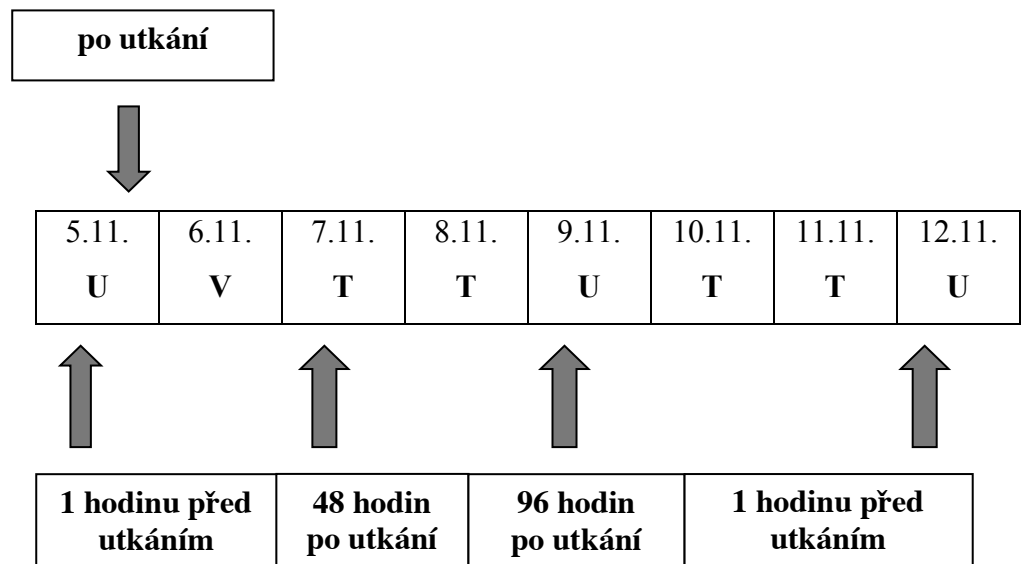 po utkání
5.11. 6.11. 7.11. 8.11. 9.11. 10.11. 11.11. 12.11.
U V T T U T T U
1 hodinu před 48 hodin 96 hodin 1 hodinu před
utkáním po utkání po utkání utkáním